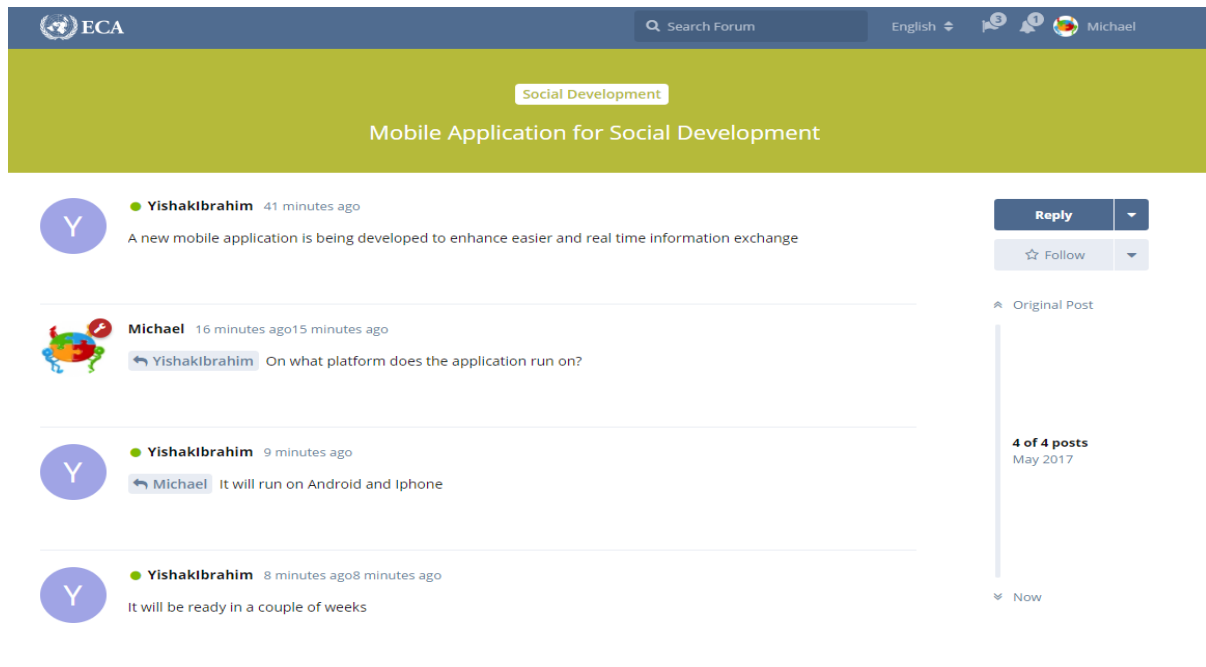 ECA
Search Forum
English
3
1
Michael
Social Development
Mobile Application for Social Development
Y
YishakIbrahim 41 minutes ago
A new mobile application is being developed to enhance easier and real time information exchange
Michael 16 minutes ago15 minutes ago
YishakIbrahim On what platform does the application run on?
Y
YishakIbrahim 9 minutes ago
Michael It will run on Android and Iphone
Y
YishakIbrahim 8 minutes ago8 minutes ago
It will be ready in a couple of weeks
Reply
Follow
Original Post
4 of 4 posts
May 2017
Now